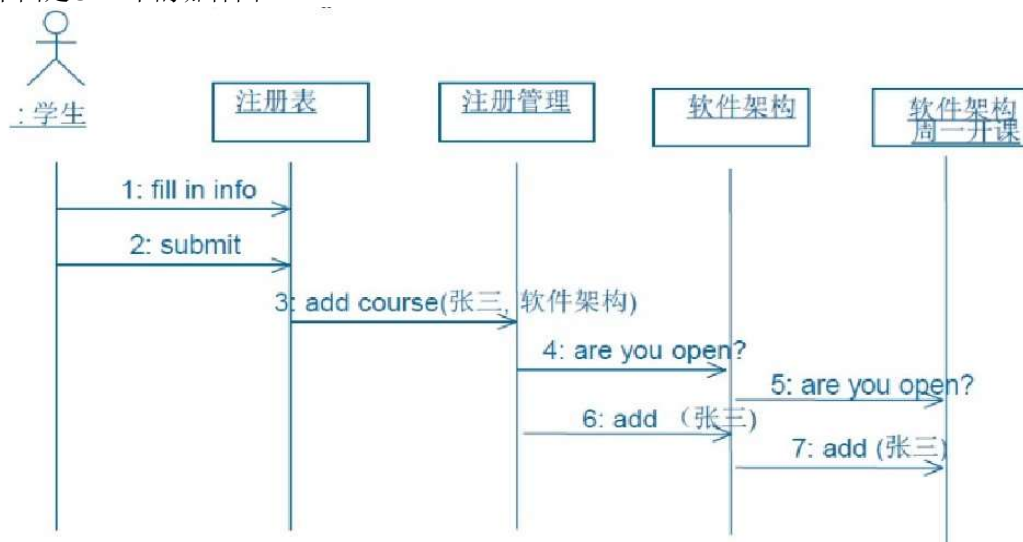 : 学生
注册表
注册管理
软件架构
软件架构
周一开课
1: fill in info
2: submit
3: add course(张三, 软件架构)
4: are you open?
5: are you open?
6: add （张三)
7: add (张三)